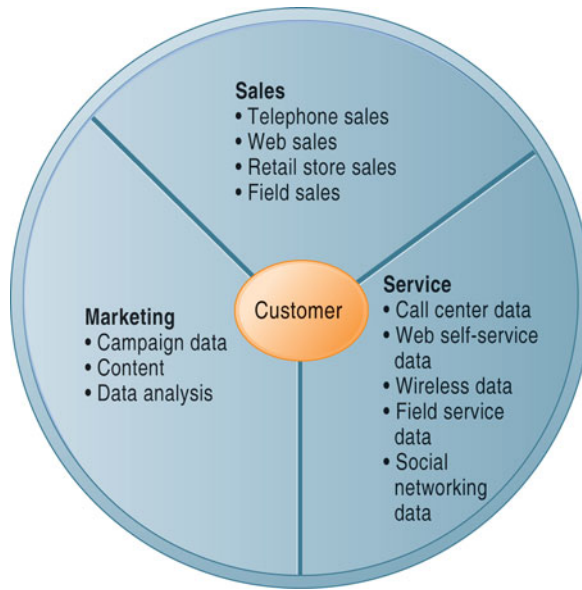 Sales
• Telephone sales
• Web sales
• Retail store sales
• Field sales
Customer
Marketing
• Campaign data
• Content
• Data analysis
Service
• Call center data
• Web self-service
data
• Wireless data
• Field service
data
• Social
networking
data